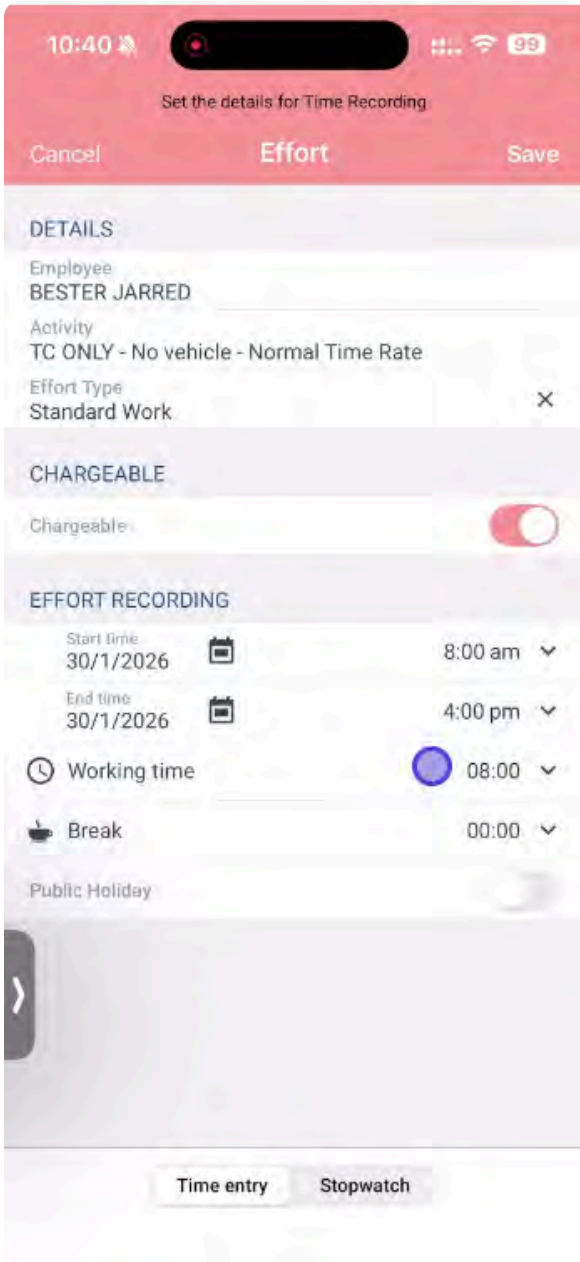 10:40
99
Set the details for Time Recording
Cancel Effort Save
DETAILS
Employee
BESTER JARRED
Activity
TC ONLY - No vehicle - Normal Time Rate
Effort Type
Standard Work
CHARGEABLE
Chargeable
EFFORT RECORDING
Start time
30/1/2026 8:00 am
End time
30/1/2026 4:00 pm
Working time 08:00
Break 00:00
Public Holiday
Time entry Stopwatch